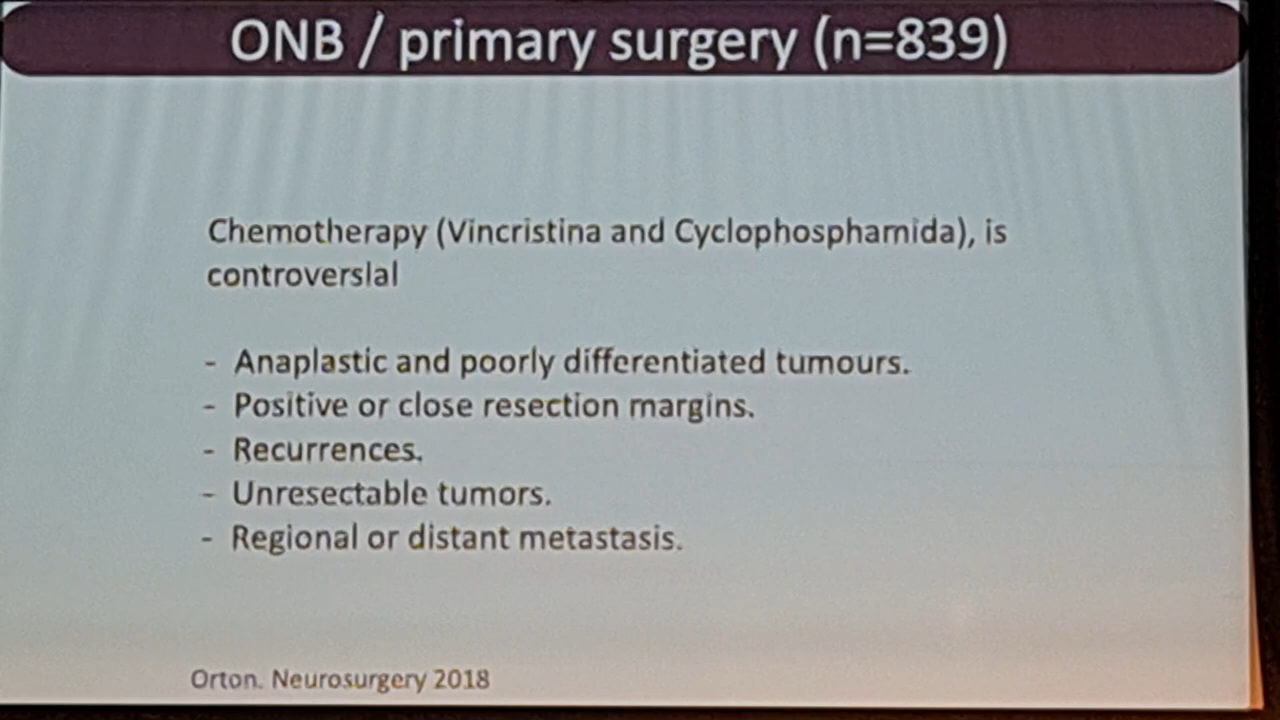 ONB / primary surgery (n=839)
Chemotherapy (Vincristina and Cyclophosphamida), is
controversial
- Anaplastic and poorly differentiated tumours.
- Positive or close resection margins.
- Recurrences.
- Unresectable tumors.
- Regional or distant metastasis.
Orton. Neurosurgery 2018